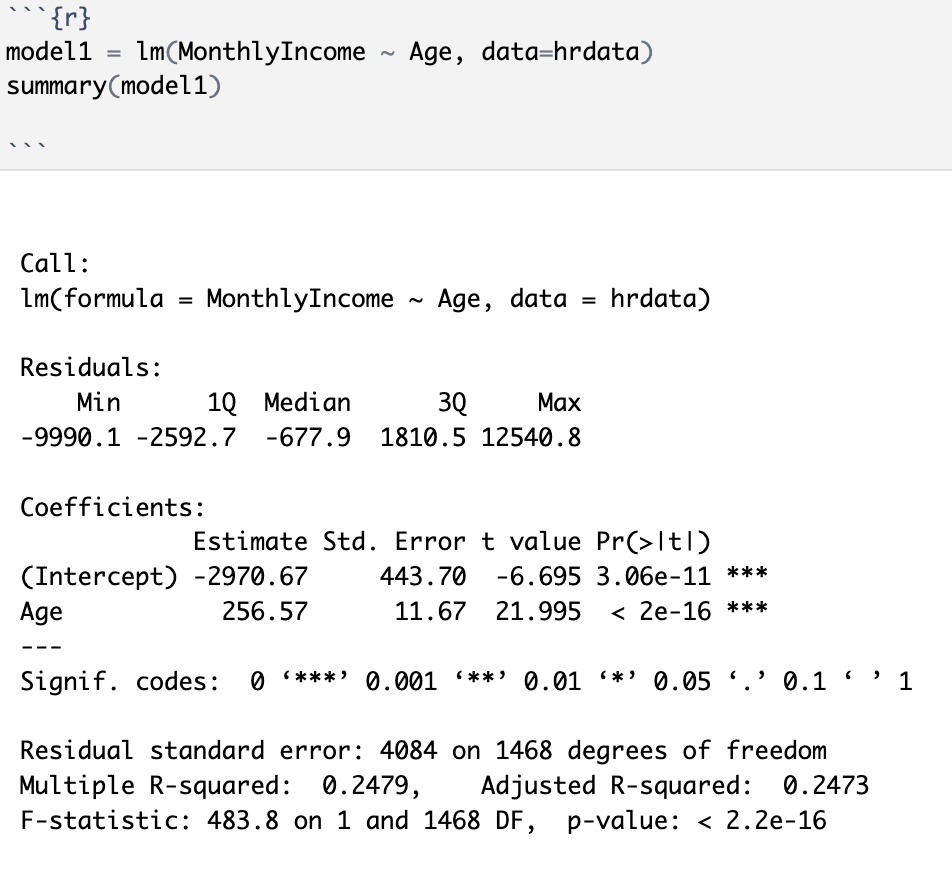 ```{r}
model1 = lm(MonthlyIncome ~ Age, data=hrdata)
summary(model1)
```
Call:
lm(formula = MonthlyIncome ~ Age, data = hrdata)
Residuals:
    Min      1Q  Median      3Q     Max
-9990.1 -2592.7  -677.9  1810.5 12540.8
Coefficients:
            Estimate Std. Error t value Pr(>|t|)
(Intercept) -2970.67     443.70  -6.695 3.06e-11 ***
Age           256.57      11.67  21.995  < 2e-16 ***
---
Signif. codes:  0 ‘***’ 0.001 ‘**’ 0.01 ‘*’ 0.05 ‘.’ 0.1 ‘ ’ 1
Residual standard error: 4084 on 1468 degrees of freedom
Multiple R-squared:  0.2479,    Adjusted R-squared:  0.2473
F-statistic: 483.8 on 1 and 1468 DF,  p-value: < 2.2e-16